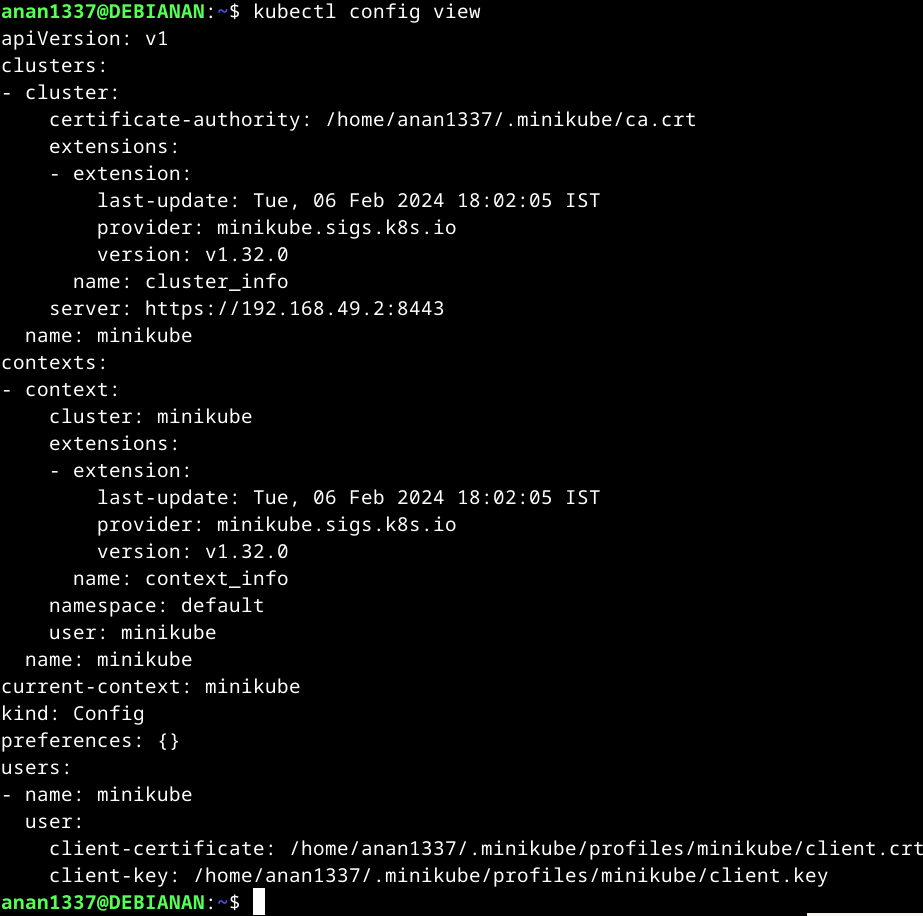 anan1337@DEBIANAN:~$ kubectl config view
apiVersion: v1
clusters:
- cluster:
    certificate-authority: /home/anan1337/.minikube/ca.crt
    extensions:
    - extension:
        last-update: Tue, 06 Feb 2024 18:02:05 IST
        provider: minikube.sigs.k8s.io
        version: v1.32.0
      name: cluster_info
    server: https://192.168.49.2:8443
  name: minikube
contexts:
- context:
    cluster: minikube
    extensions:
    - extension:
        last-update: Tue, 06 Feb 2024 18:02:05 IST
        provider: minikube.sigs.k8s.io
        version: v1.32.0
      name: context_info
    namespace: default
    user: minikube
  name: minikube
current-context: minikube
kind: Config
preferences: {}
users:
- name: minikube
  user:
    client-certificate: /home/anan1337/.minikube/profiles/minikube/client.crt
    client-key: /home/anan1337/.minikube/profiles/minikube/client.key
anan1337@DEBIANAN:~$